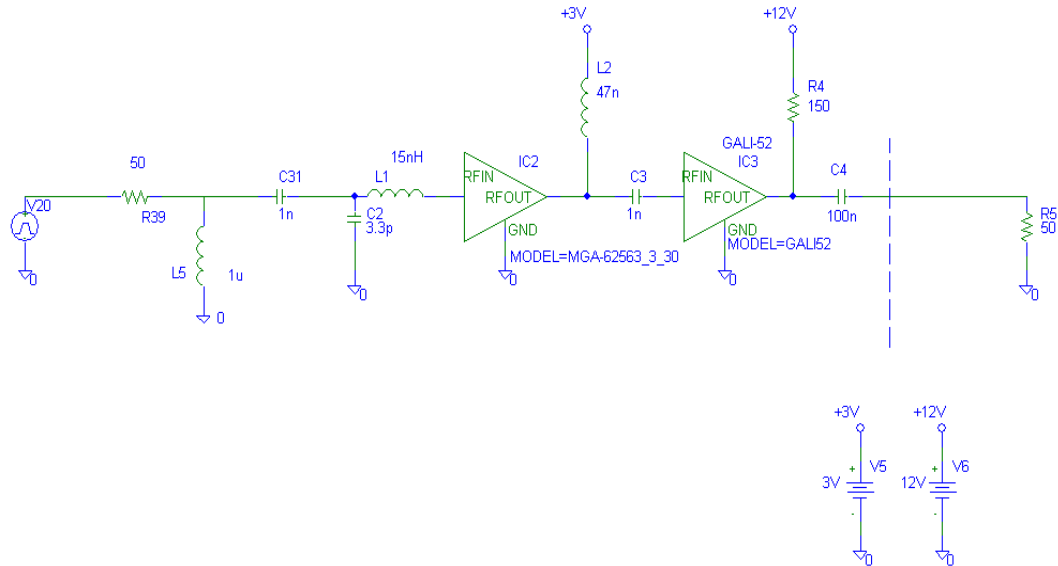 +3V
+12V
L2
47n
R4
150
50
15nH
GALI-52
C31
L1
IC2
C3
IC3
C4
RFIN
RFOUT
RFIN
RFOUT
V20
R39
1n
C2
3.3p
1n
100n
R5
50
GND
GND
MODEL=MGA-62563_3_30
MODEL=GALI52
L5
1u
0
0
0
0
0
0
+3V
+12V
+
V5
+
V6
3V
12V
-
-
0
0